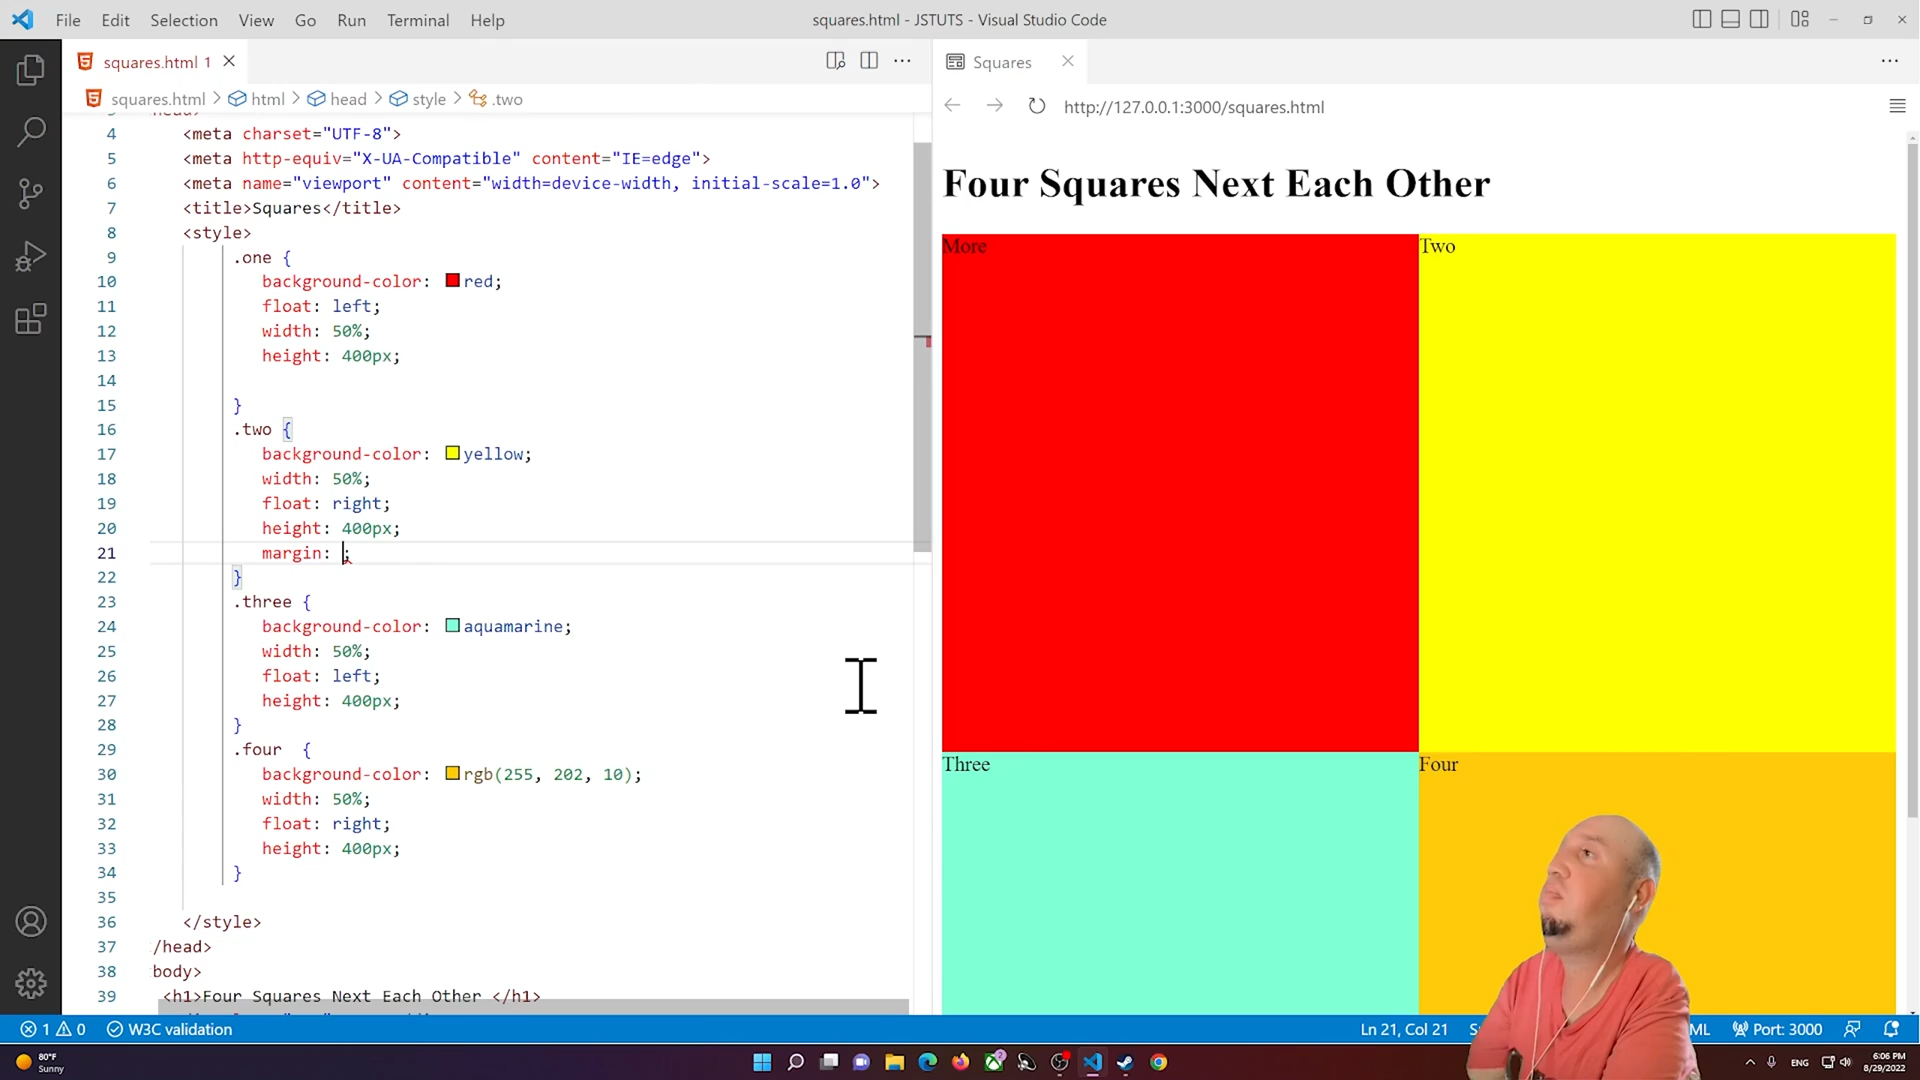 File Edit Selection View Go Run Terminal Help
squares.html - JSTUTS - Visual Studio Code
squares.html 1
squares.html > html > head > style > .two
4 <meta charset="UTF-8">
5 <meta http-equiv="X-UA-Compatible" content="IE=edge">
6 <meta name="viewport" content="width=device-width, initial-scale=1.0">
7 <title>Squares</title>
8 <style>
9 .one {
10 background-color: red;
11 float: left;
12 width: 50%;
13 height: 400px;
14
15 }
16 .two {
17 background-color: yellow;
18 width: 50%;
19 float: right;
20 height: 400px;
21 margin: ;
22 }
23 .three {
24 background-color: aquamarine;
25 width: 50%;
26 float: left;
27 height: 400px;
28 }
29 .four {
30 background-color: rgb(255, 202, 10);
31 width: 50%;
32 float: right;
33 height: 400px;
34 }
35
36 </style>
37 /head>
38 body>
39 <h1>Four Squares Next Each Other </h1>
Squares
http://127.0.0.1:3000/squares.html
Four Squares Next Each Other
More
Two
Three
Four
1 0 W3C validation
Ln 21, Col 21
ML Port: 3000
80°F
Sunny
2
ENG
6:06 PM
8/29/2022